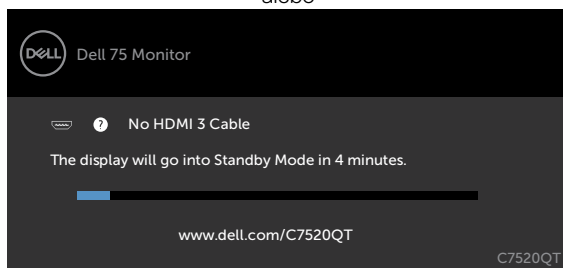 alebo
DELL
Dell 75 Monitor
? No HDMI 3 Cable
The display will go into Standby Mode in 4 minutes.
www.dell.com/C7520QT
C7520QT